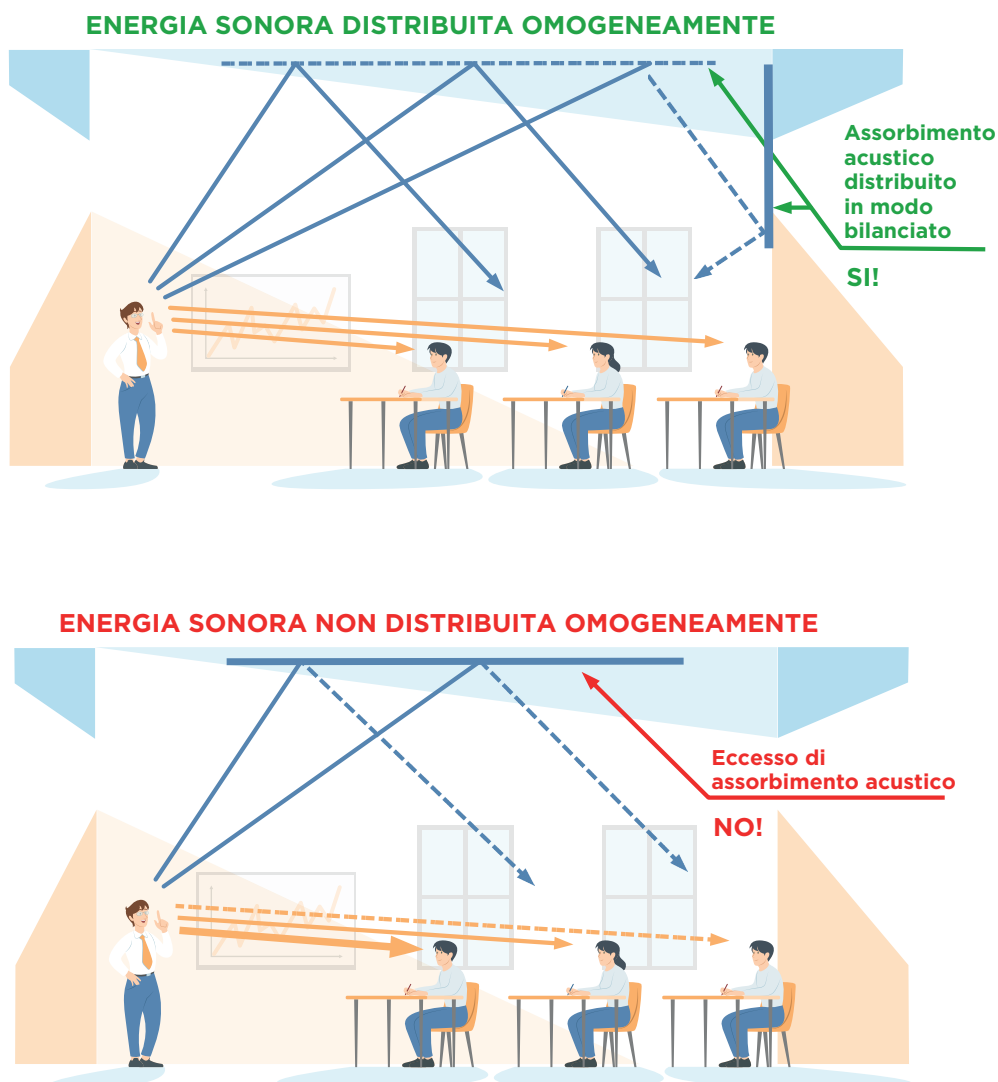 ENERGIA SONORA DISTRIBUITA OMOGENEAMENTE
Assorbimento
acustico
distribuito
in modo
bilanciato
SI!
ENERGIA SONORA NON DISTRIBUITA OMOGENEAMENTE
Eccesso di
assorbimento acustico
NO!